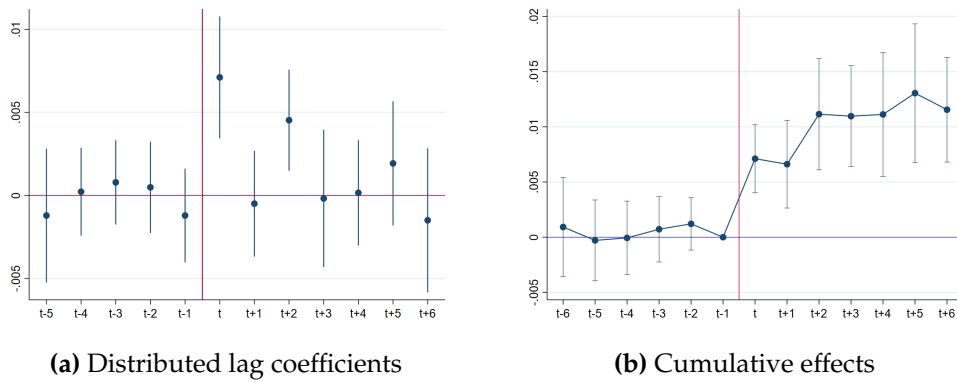 .01
.005
0
-.005
t-5 t-4 t-3 t-2 t-1 t t+1 t+2 t+3 t+4 t+5 t+6
(a) Distributed lag coefficients
.02
.015
.01
.005
0
-.005
t-6 t-5 t-4 t-3 t-2 t-1 t t+1 t+2 t+3 t+4 t+5 t+6
(b) Cumulative effects